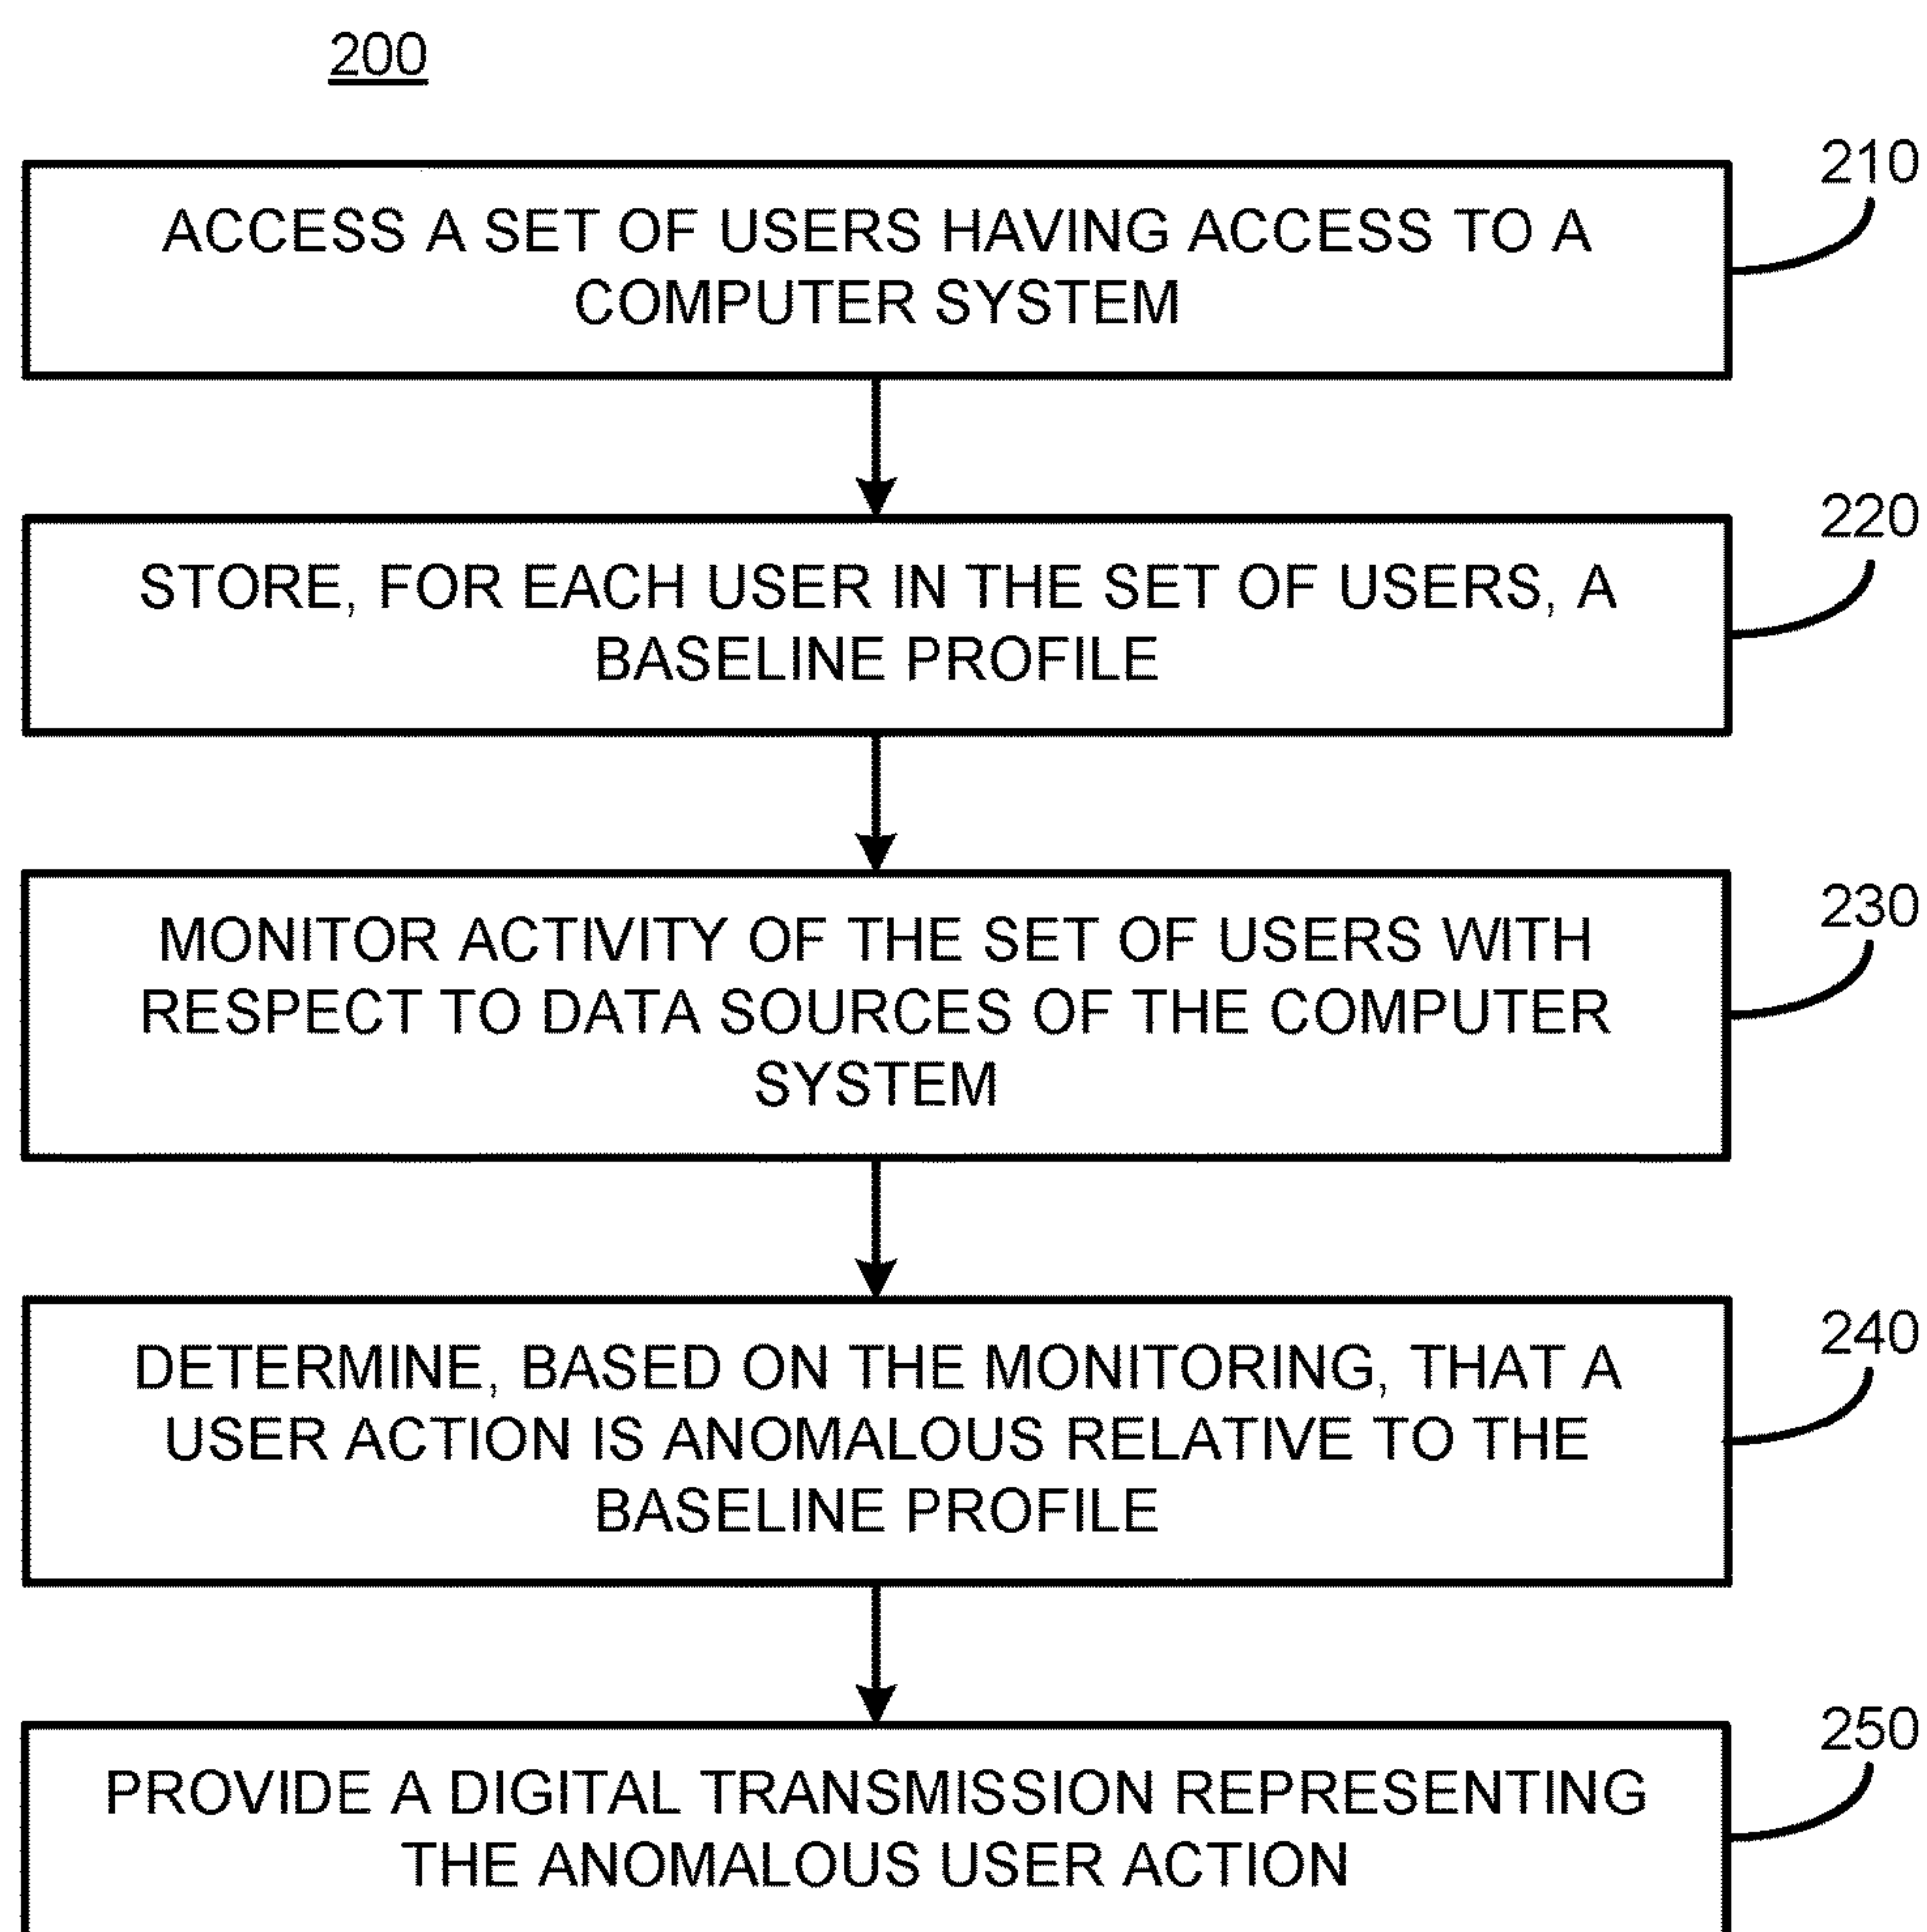 200
210
ACCESS A SET OF USERS HAVING ACCESS TO A
COMPUTER SYSTEM
220
STORE, FOR EACH USER IN THE SET OF USERS, A
BASELINE PROFILE
230
MONITOR ACTIVITY OF THE SET OF USERS WITH
RESPECT TO DATA SOURCES OF THE COMPUTER
SYSTEM
240
DETERMINE, BASED ON THE MONITORING, THAT A
USER ACTION IS ANOMALOUS RELATIVE TO THE
BASELINE PROFILE
250
PROVIDE A DIGITAL TRANSMISSION REPRESENTING
THE ANOMALOUS USER ACTION